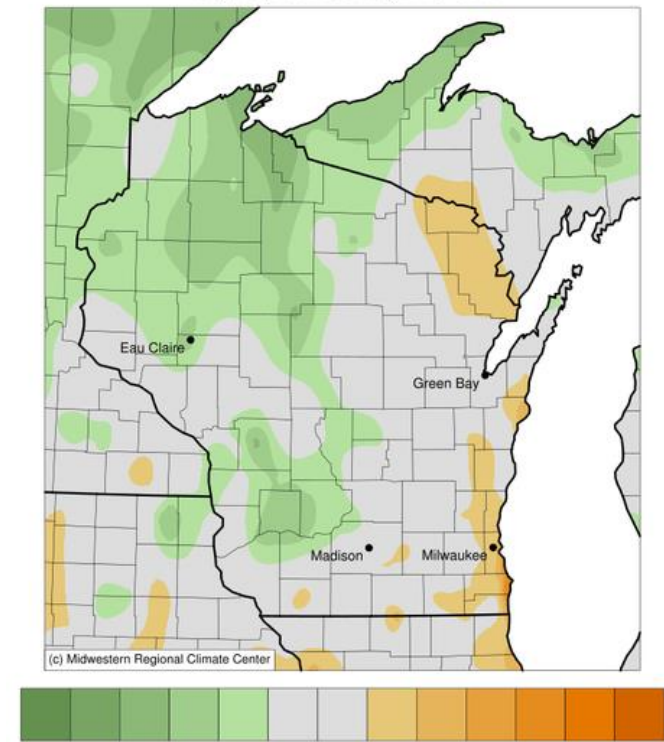 Eau Claire
Green Bay
Madison
Milwaukee
(c) Midwestern Regional Climate Center